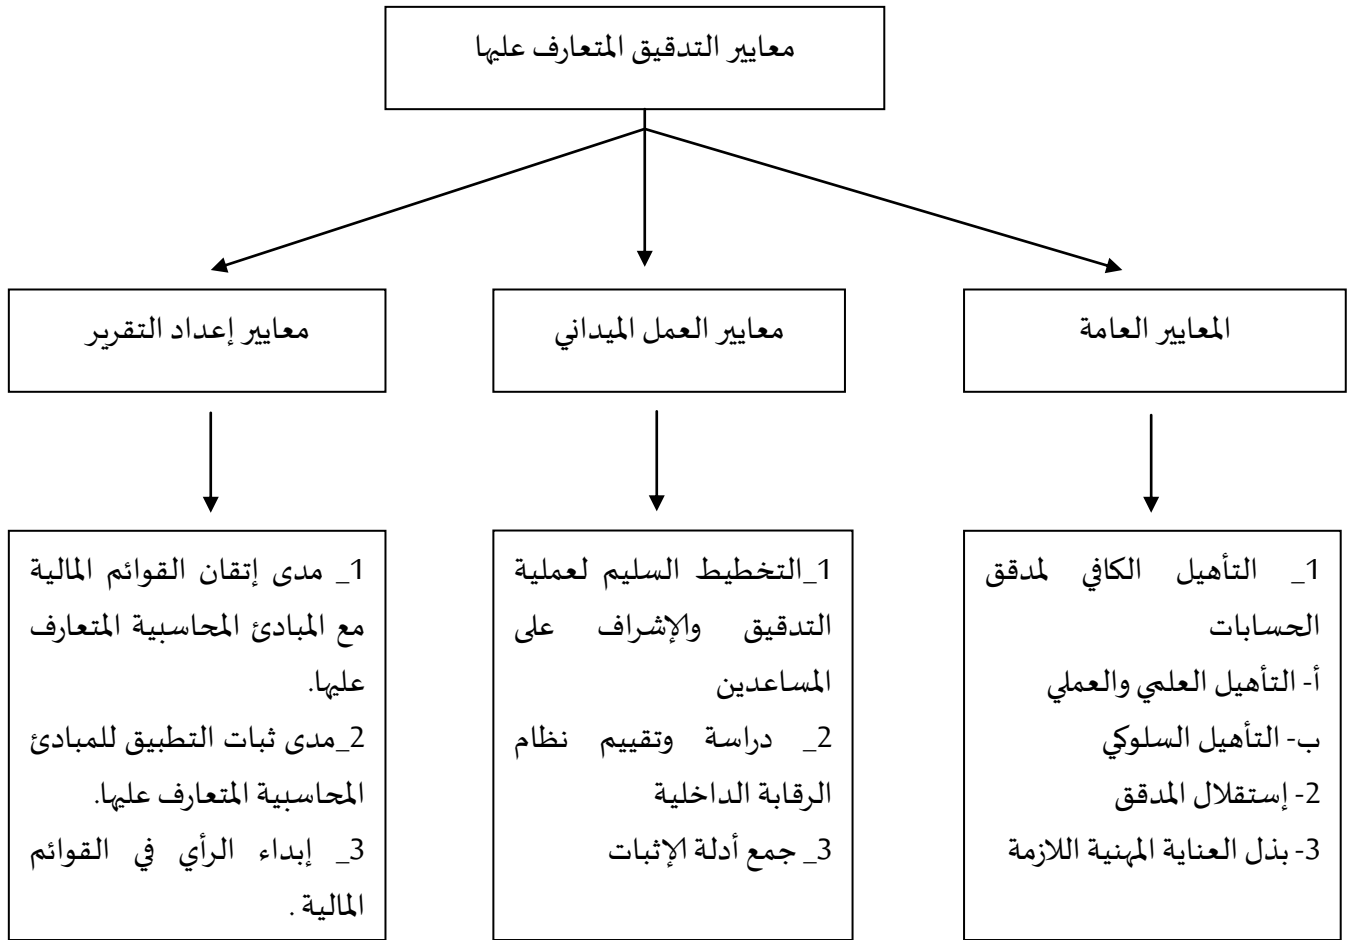 معايير التدقيق المتعارف عليها
المعايير العامة
معايير العمل الميداني
معايير إعداد التقرير
1_ التأهيل الكافي لمدقق
الحسابات
أ- التأهيل العلمي والعملي
ب- التأهيل السلوكي
2- إستقلال المدقق
3- بذل العناية المهنية اللازمة
1_التخطيط السليم لعملية
التدقيق والإشراف على
المساعدين
2_ دراسة وتقييم نظام
الرقابة الداخلية
3_ جمع أدلة الإثبات
1_ مدى إتقان القوائم المالية
مع المبادئ المحاسبية المتعارف
عليها.
2_مدى ثبات التطبيق للمبادئ
المحاسبية المتعارف عليها.
3_ إبداء الرأي في القوائم
المالية .